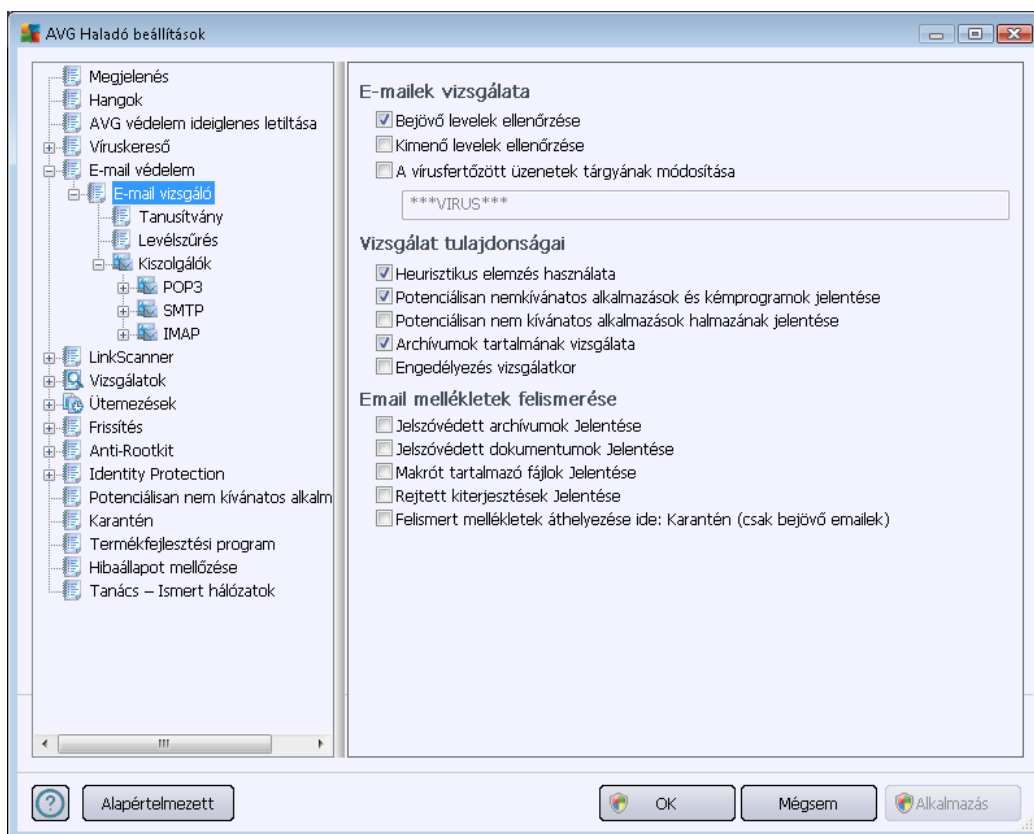 AVG Haladó beállítások
Megjelenés
Hangok
AVG védelem ideiglenes letiltása
Víruskereső
E-mail védelem
E-mail vizsgáló
Tanusítvány
Levélszűrés
Kiszolgálók
POP3
SMTP
IMAP
LinkScanner
Vizsgálatok
Ütemezések
Frissítés
Anti-Rootkit
Identity Protection
Potenciálisan nem kívánatos alkalm
Karantén
Termékfejlesztési program
Hibaállapot mellőzése
Tanács – Ismert hálózatok
E-mailek vizsgálata
Bejövő levelek ellenőrzése
Kimenő levelek ellenőrzése
A vírusfertőzött üzenetek tárgyának módosítása
***VIRUS***
Vizsgálat tulajdonságai
Heurisztikus elemzés használata
Potenciálisan nemkívánatos alkalmazások és kémprogramok jelentése
Potenciálisan nem kívánatos alkalmazások halmazának jelentése
Archívumok tartalmának vizsgálata
Engedélyezés vizsgálatkor
Email mellékletek felismerése
Jelszóvédett archívumok Jelentése
Jelszóvédett dokumentumok Jelentése
Makrót tartalmazó fájlok Jelentése
Rejtett kiterjesztések Jelentése
Felismert mellékletek áthelyezése ide: Karantén (csak bejövő emailek)
Alapértelmezett
OK
Mégsem
Alkalmazás